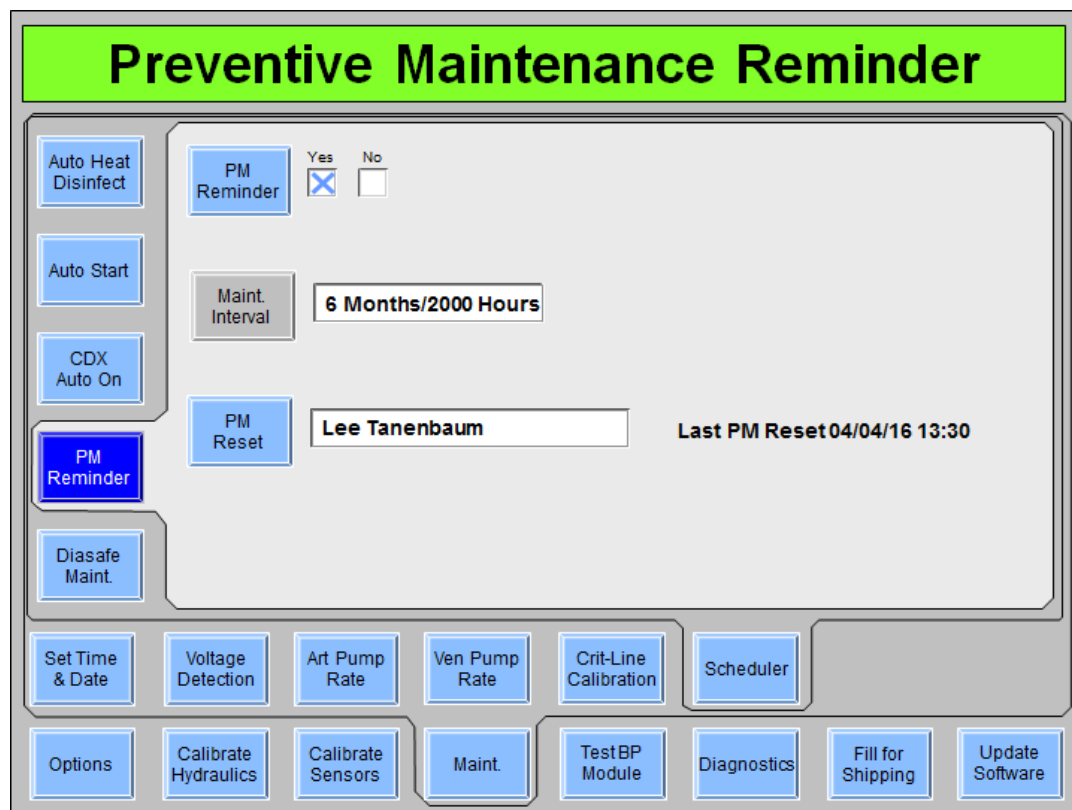 Preventive Maintenance Reminder
Auto Heat
Disinfect
Auto Start
CDX
Auto On
PM
Reminder
Diasafe
Maint.
PM
Reminder
Yes No
Maint.
Interval
6 Months/2000 Hours
PM
Reset
Lee Tanenbaum
Last PM Reset 04/04/16 13:30
Set Time
& Date
Voltage
Detection
Art Pump
Rate
Ven Pump
Rate
Crit-Line
Calibration
Scheduler
Options
Calibrate
Hydraulics
Calibrate
Sensors
Maint.
Test BP
Module
Diagnostics
Fill for
Shipping
Update
Software